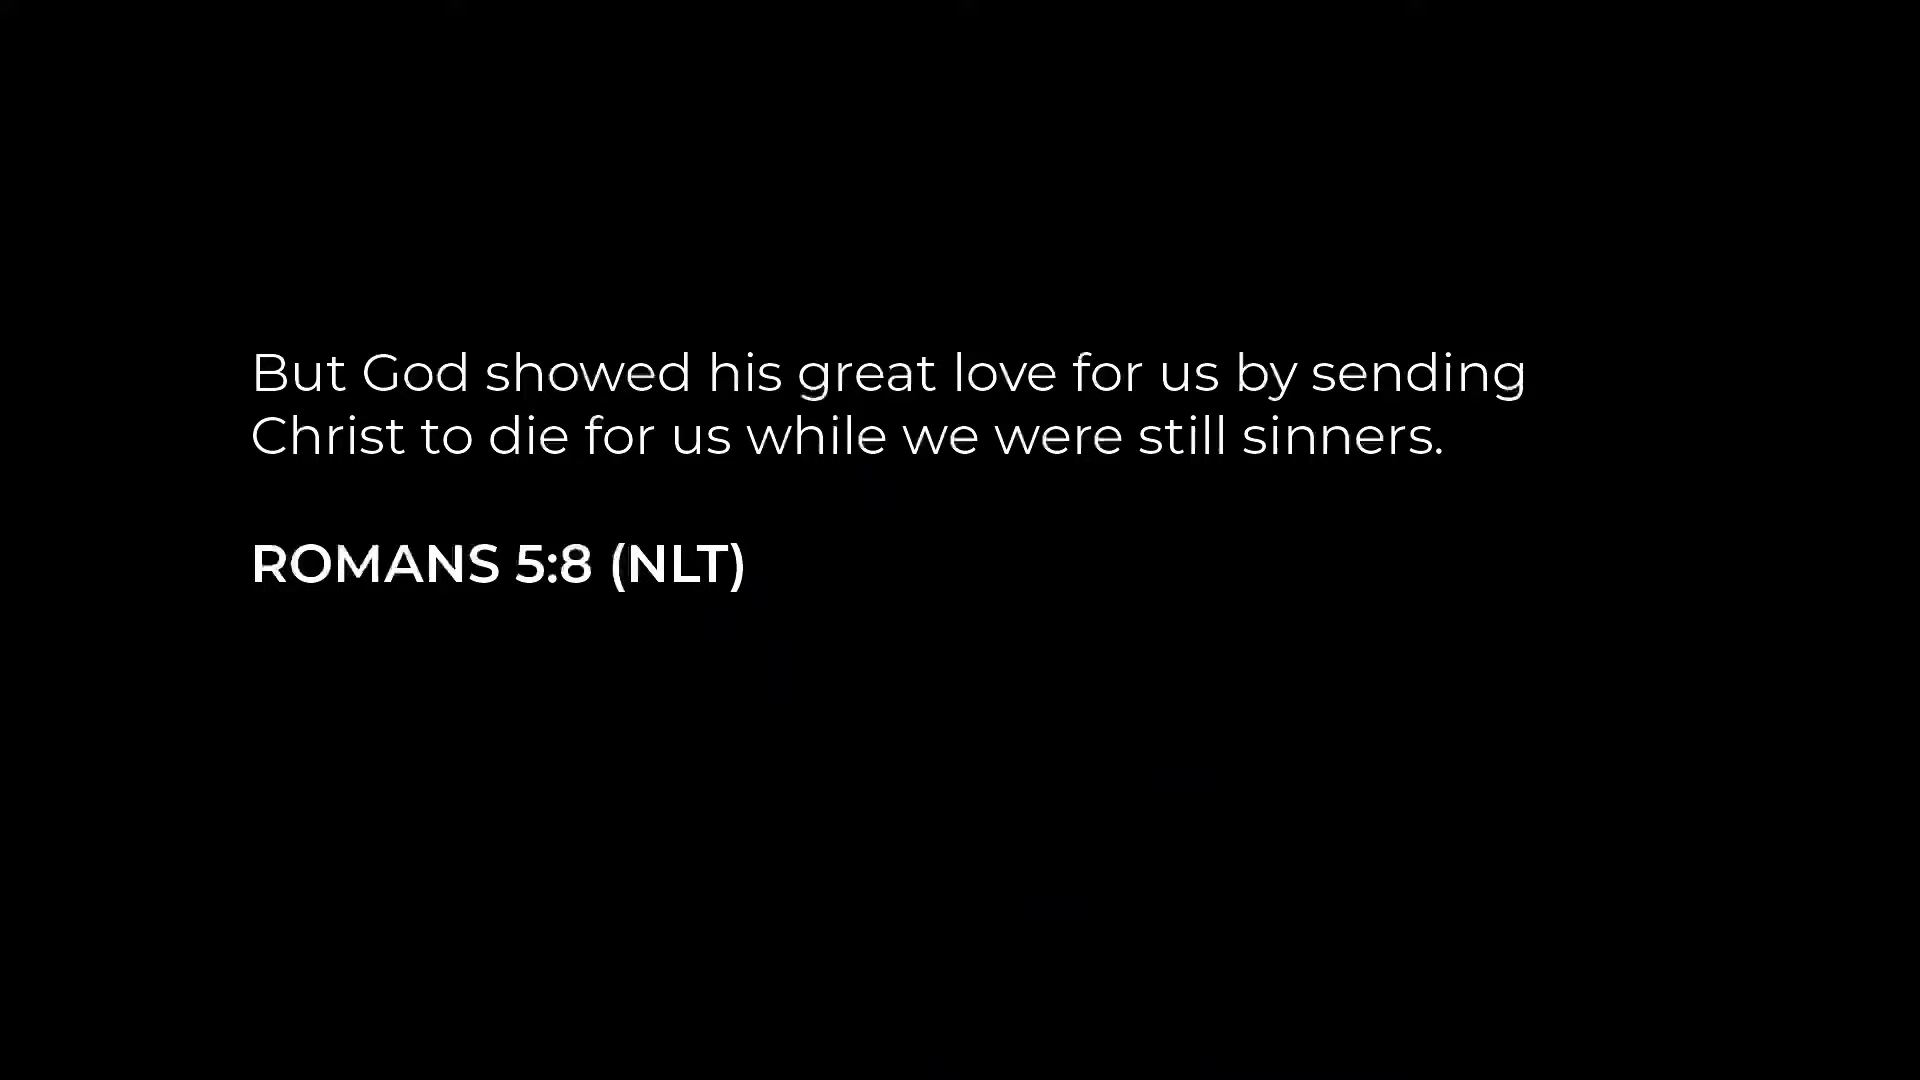 But God showed his great love for us by sending
Christ to die for us while we were still sinners.
ROMANS 5:8 (NLT)